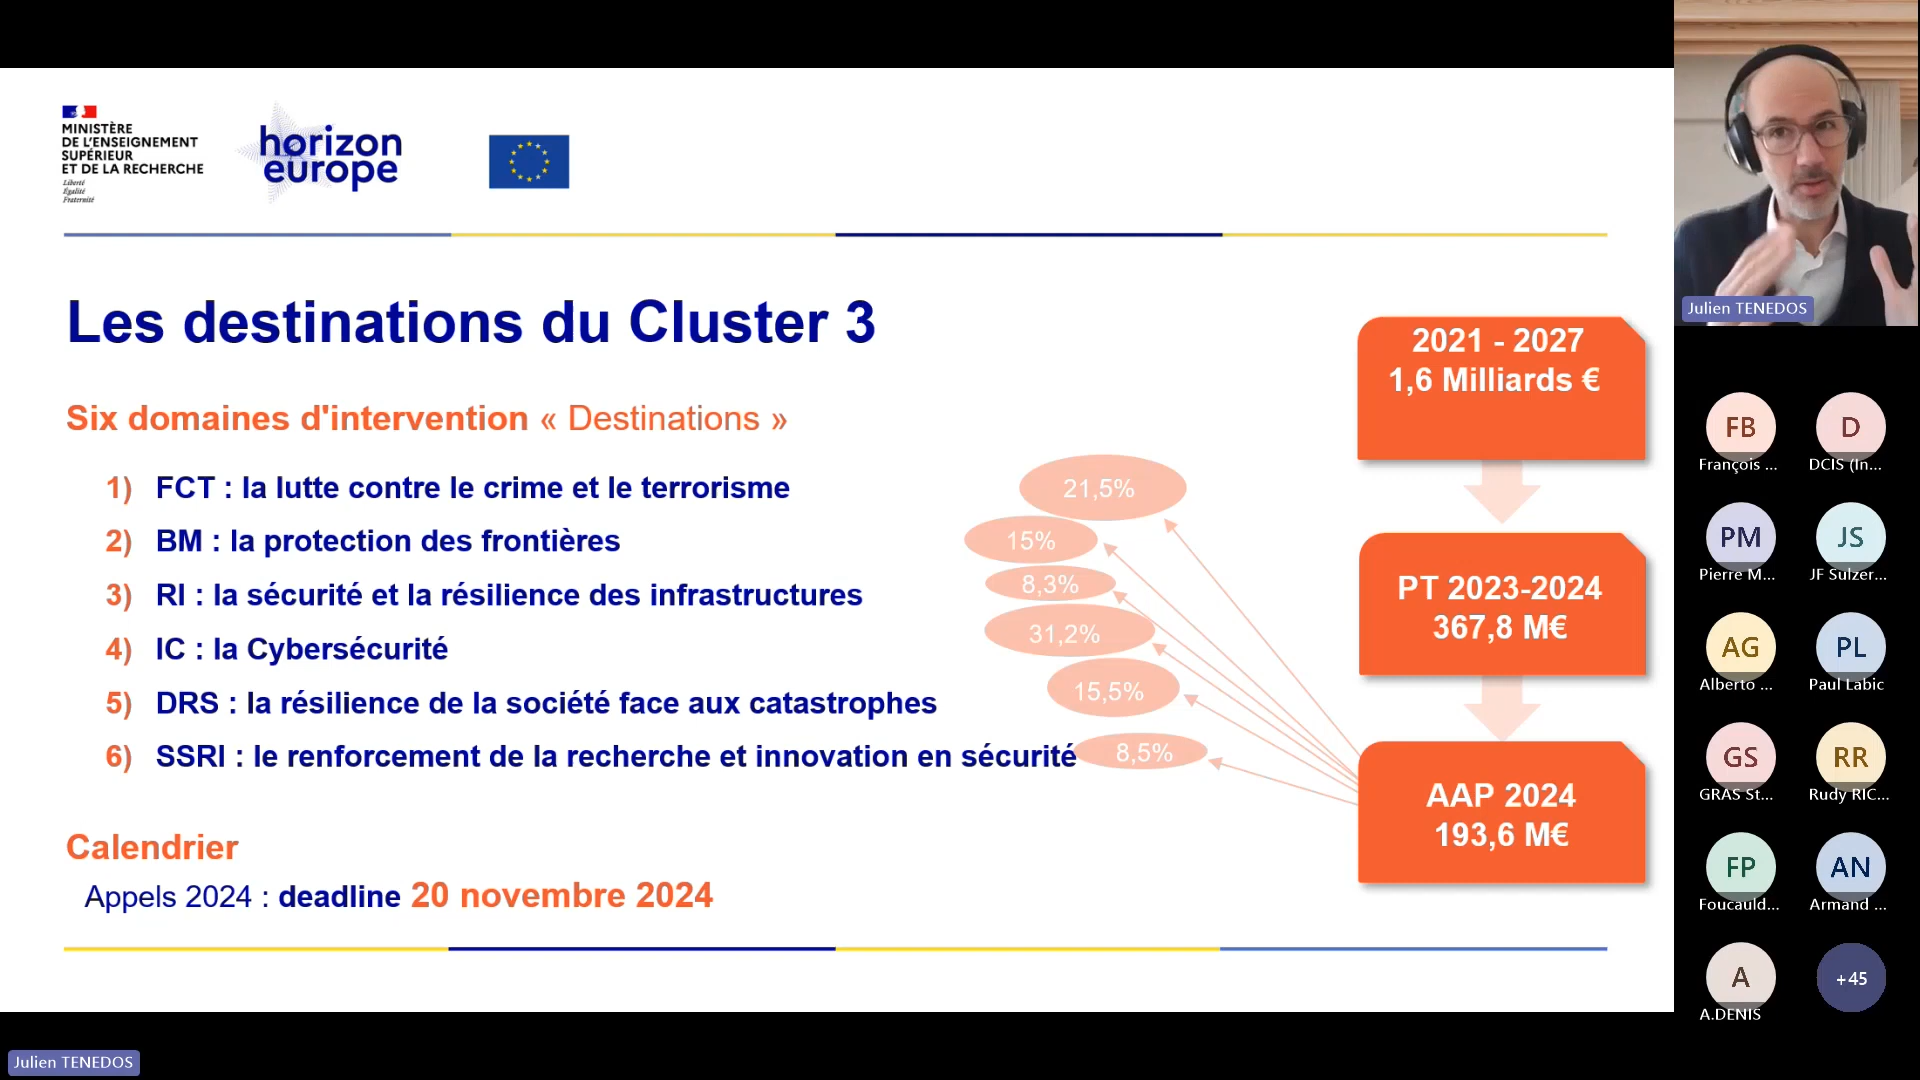 MINISTÈRE
DE L'ENSEIGNEMENT
SUPÉRIEUR
ET DE LA RECHERCHE
Liberté
Égalité
Fraternité
horizon
europe
Les destinations du Cluster 3
Six domaines d'intervention « Destinations »
1) FCT : la lutte contre le crime et le terrorisme
21,5%
2) BM : la protection des frontières
15%
3) RI : la sécurité et la résilience des infrastructures
8,3%
4) IC : la Cybersécurité
31,2%
5) DRS : la résilience de la société face aux catastrophes
15,5%
6) SSRI : le renforcement de la recherche et innovation en sécurité
8,5%
2021 - 2027
1,6 Milliards €
PT 2023-2024
367,8 M€
AAP 2024
193,6 M€
Calendrier
Appels 2024 : deadline 20 novembre 2024
Julien TENEDOS
FB
François ...
D
DCIS (In...
PM
Pierre M...
JS
JF Sulzer...
AG
Alberto ...
PL
Paul Labic
GS
GRAS St...
RR
Rudy RIC...
FP
Foucauld...
AN
Armand ...
A
A.DENIS
+45
Julien TENEDOS